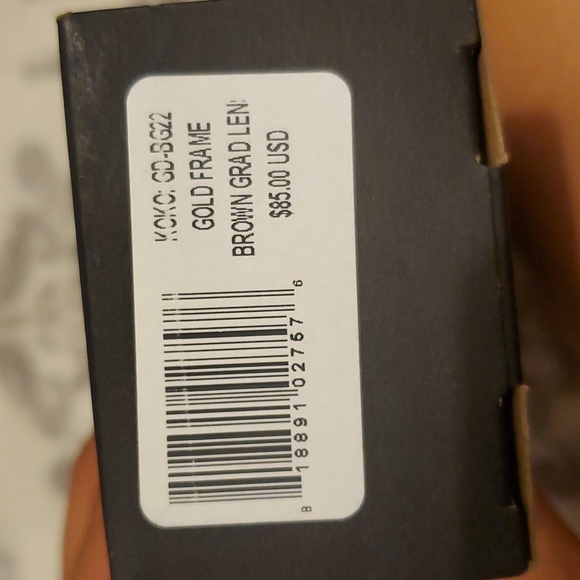 KOKO: GD-BG22
GOLD FRAME
BROWN GRAD LENS
$85.00 USD
8 18891 02767 6